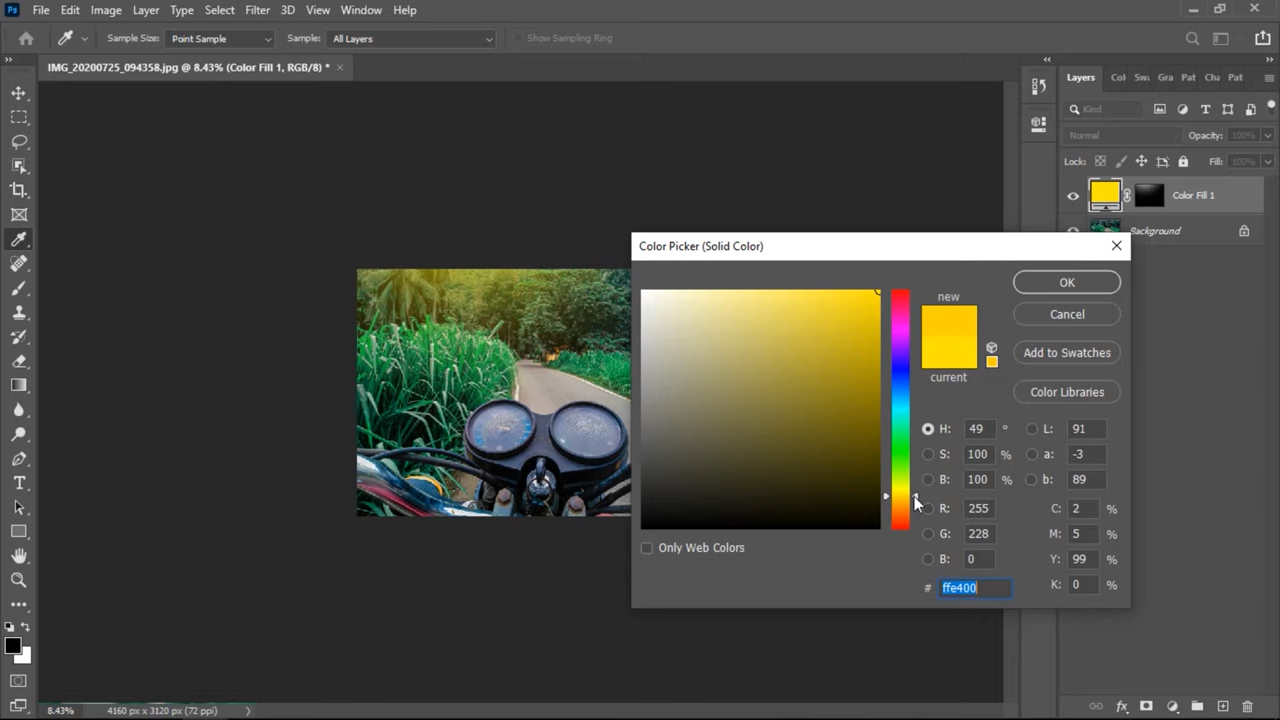 Ps File Edit Image Layer Type Select Filter 3D View Window Help
Sample Size: Point Sample Sample: All Layers Show Sampling Ring
IMG_20200725_094358.jpg @ 8.43% (Color Fill 1, RGB/8) * ×
Layers Col Swa Gra Pat Cha Pat
Kind
Normal Opacity: 100%
Lock: Fill: 100%
Color Fill 1
Background
Color Picker (Solid Color)
OK
new
Cancel
Add to Swatches
current
Color Libraries
H: 49 ° L: 91
S: 100 % a: -3
B: 100 % b: 89
R: 255 C: 2 %
G: 228 M: 5 %
Only Web Colors
B: 0 Y: 99 %
# ffe400 K: 0 %
8.43% 4160 px x 3120 px (72 ppi)